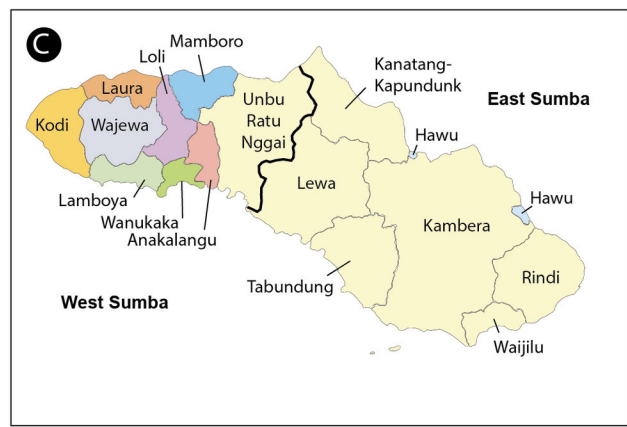 C
Mamboro
Loli
Kanatang-
Kapundunk
Laura
Unbu
Ratu
Nggai
East Sumba
Kodi
Wajewa
Hawu
Lewa
Lamboya
Wanukaka
Anakalangu
Hawu
Kambera
Rindi
Tabundung
West Sumba
Waijilu